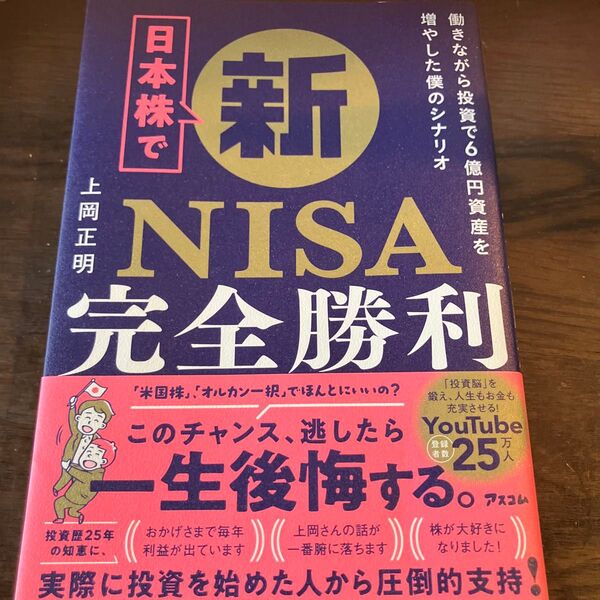 働きながら投資で6億円資産を
増やした僕のシナリオ
日本株で
新
NISA
完全勝利
上岡正明
「米国株」、「オルカン一択」でほんとにいいの?
このチャンス、逃したら
一生後悔する。
「投資脳」を
鍛え、人生もお金も
充実させる!
YouTube
登録者数
25万人
アスコム
投資歴25年
の知恵に、
おかげさまで毎年
利益が出ています
上岡さんの話が
一番腑に落ちます
株が大好きに
なりました!
実際に投資を始めた人から圧倒的支持!